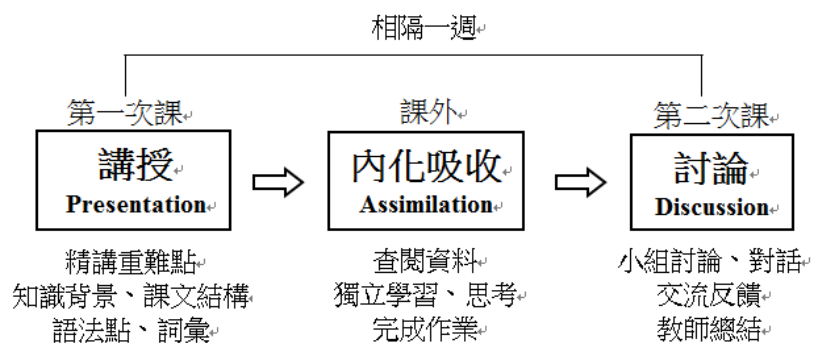 相隔一週
第一次課
講授
Presentation
精講重難點
知識背景、課文結構
語法點、詞彙
課外
內化吸收
Assimilation
查閱資料
獨立學習、思考
完成作業
第二次課
討論
Discussion
小組討論、對話
交流反饋
教師總結